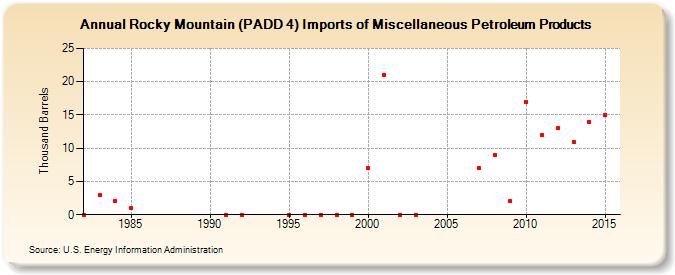 Annual Rocky Mountain (PADD 4) Imports of Miscellaneous Petroleum Products
Thousand Barrels
25
20
15
10
5
0
1985 1990 1995 2000 2005 2010 2015
Source: U.S. Energy Information Administration